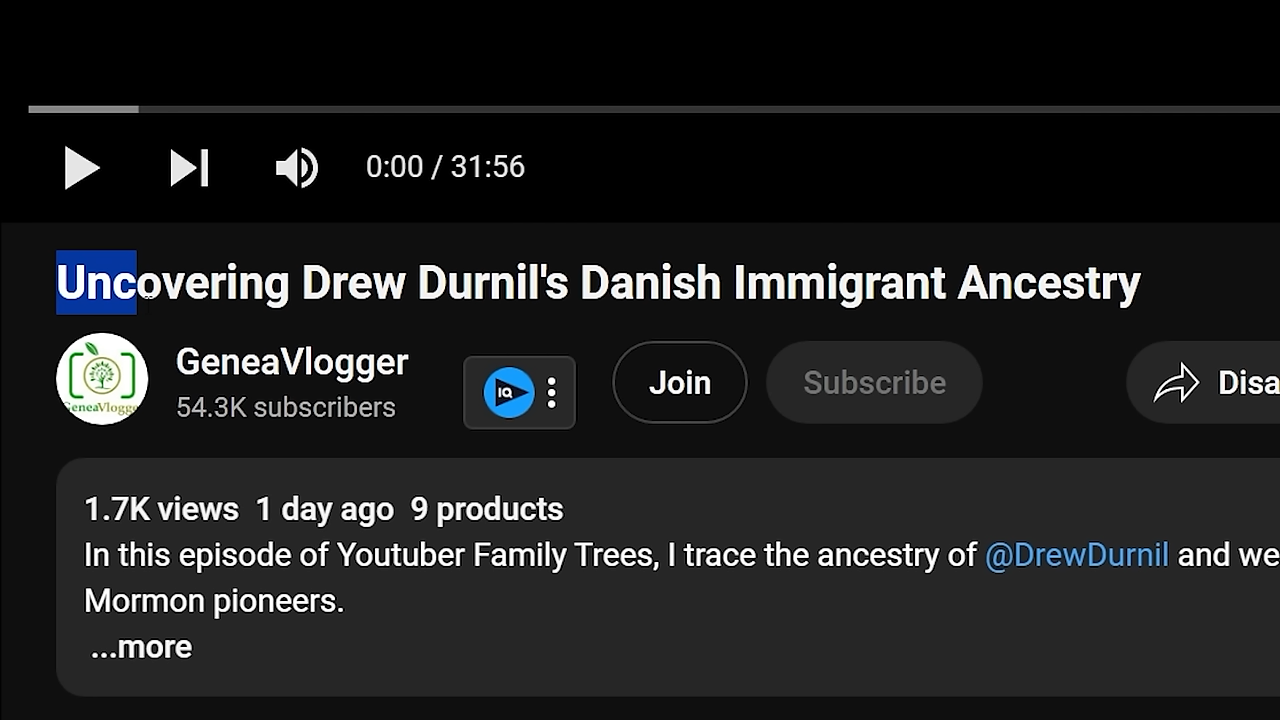 0:00 / 31:56
Uncovering Drew Durnil's Danish Immigrant Ancestry
GeneaVlogger
54.3K subscribers
IQ
Join
Subscribe
Disa
GeneaVlogge
1.7K views 1 day ago 9 products
In this episode of Youtuber Family Trees, I trace the ancestry of @DrewDurnil and we
Mormon pioneers.
...more